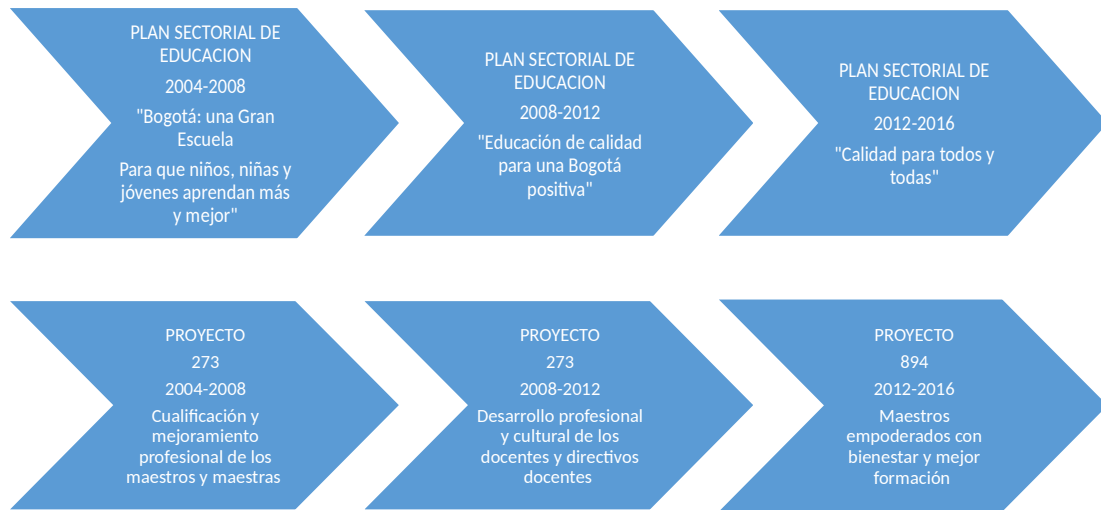 PLAN SECTORIAL DE
EDUCACION
2004-2008
"Bogotá: una Gran
Escuela
Para que niños, niñas y
jóvenes aprendan más
y mejor"
PLAN SECTORIAL DE
EDUCACION
2008-2012
"Educación de calidad
para una Bogotá
positiva"
PLAN SECTORIAL DE
EDUCACION
2012-2016
"Calidad para todos y
todas"
PROYECTO
273
2004-2008
Cualificación y
mejoramiento
profesional de los
maestros y maestras
PROYECTO
273
2008-2012
Desarrollo profesional
y cultural de los
docentes y directivos
docentes
PROYECTO
894
2012-2016
Maestros
empoderados con
bienestar y mejor
formación